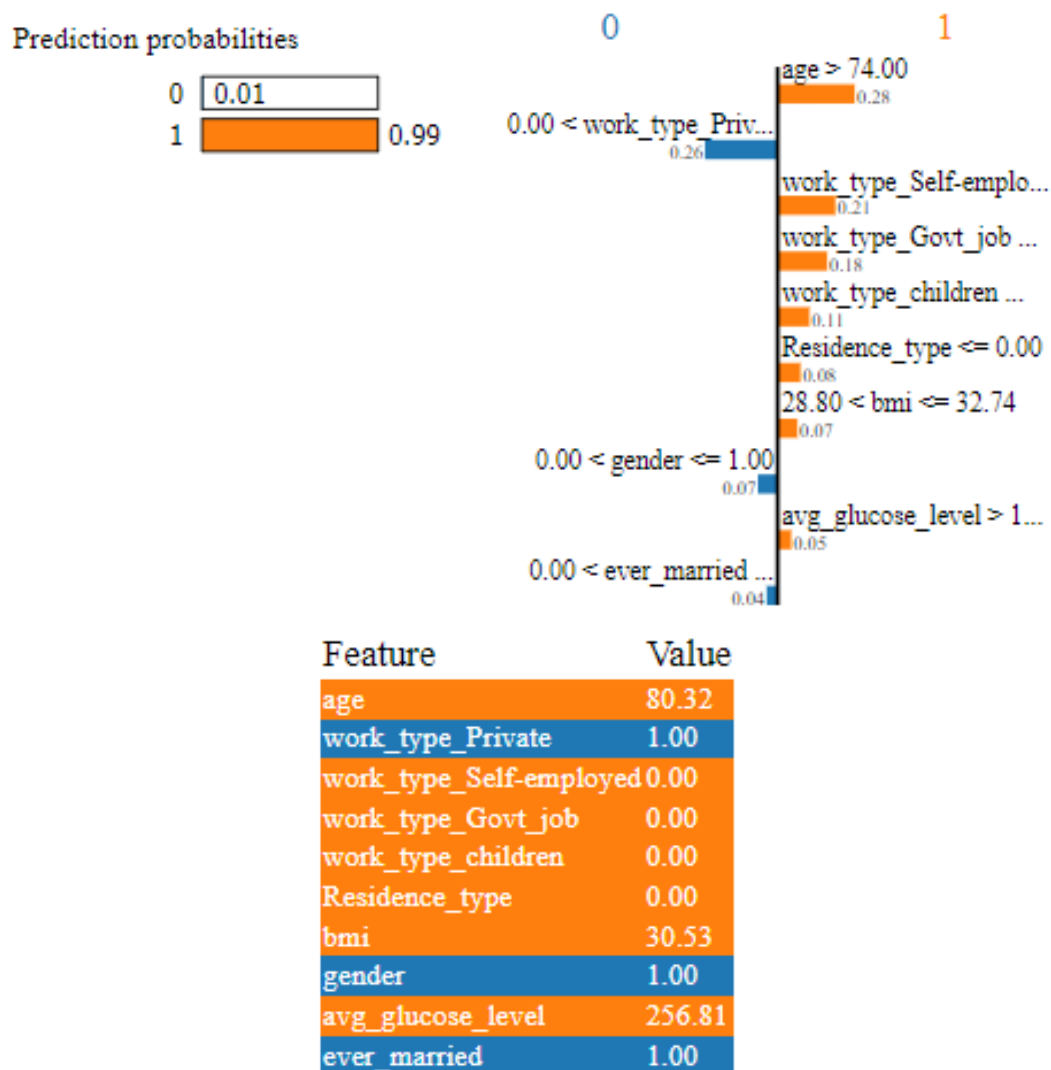 Prediction probabilities
0 0.01
1 0.99
0 1
age > 74.00
0.28
0.00 < work_type_Priv...
0.26
work_type_Self-emplo...
0.21
work_type_Govt_job ...
0.18
work_type_children ...
0.11
Residence_type <= 0.00
0.08
28.80 < bmi <= 32.74
0.07
0.00 < gender <= 1.00
0.07
avg_glucose_level > 1...
0.05
0.00 < ever_married ...
0.04
Feature Value
age 80.32
work_type_Private 1.00
work_type_Self-employed 0.00
work_type_Govt_job 0.00
work_type_children 0.00
Residence_type 0.00
bmi 30.53
gender 1.00
avg_glucose_level 256.81
ever_married 1.00